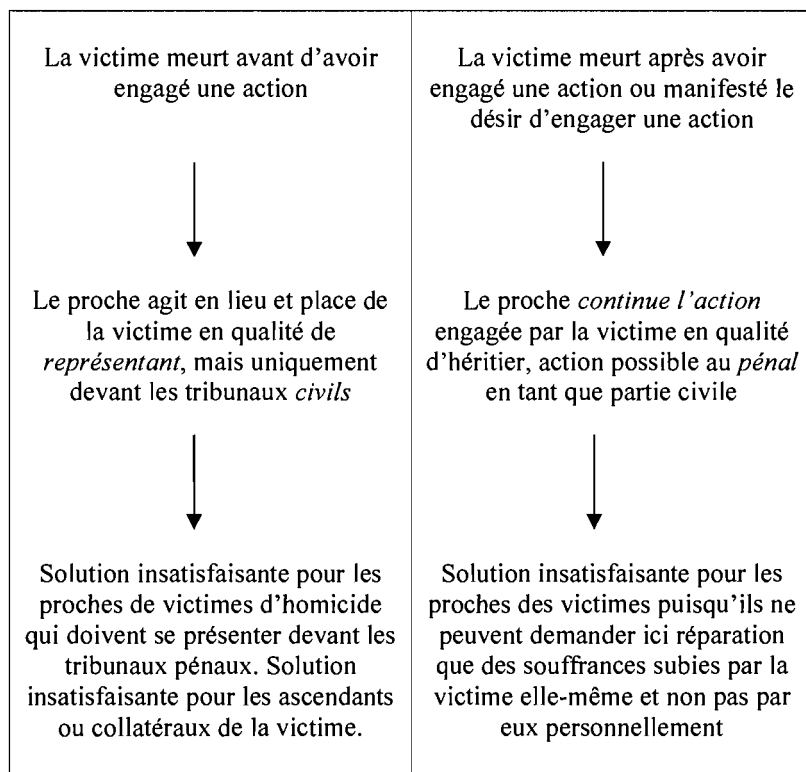 La victime meurt avant d'avoir
engagé une action
Le proche agit en lieu et place de
la victime en qualité de
représentant, mais uniquement
devant les tribunaux civils
Solution insatisfaisante pour les
proches de victimes d'homicide
qui doivent se présenter devant les
tribunaux pénaux. Solution
insatisfaisante pour les ascendants
ou collatéraux de la victime.
La victime meurt après avoir
engagé une action ou manifesté le
désir d'engager une action
Le proche continue l'action
engagée par la victime en qualité
d'héritier, action possible au pénal
en tant que partie civile
Solution insatisfaisante pour les
proches des victimes puisqu'ils ne
peuvent demander ici réparation
que des souffrances subies par la
victime elle-même et non pas par
eux personnellement